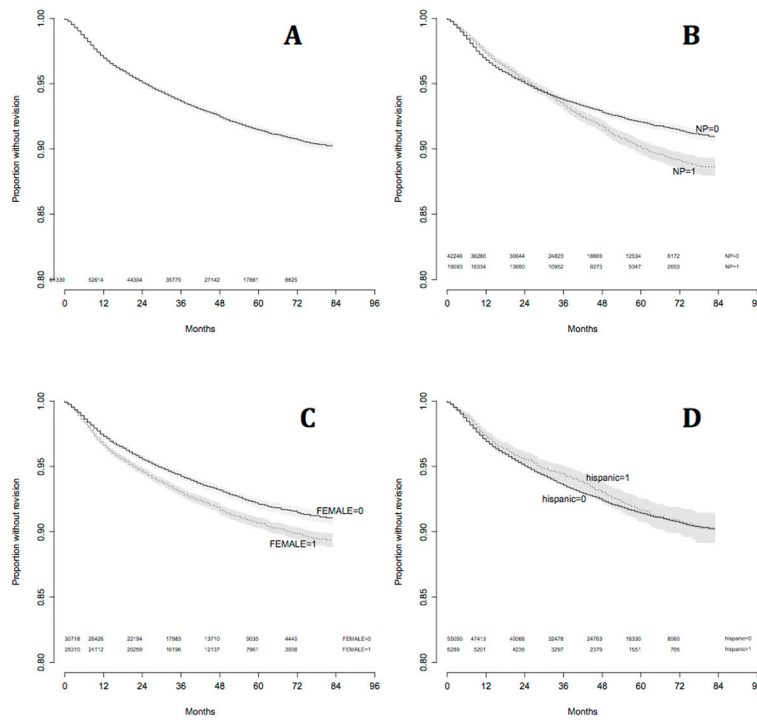 A
Proportion without revision
1.00
0.95
0.90
0.85
0.80
61339 52614 44304 35775 27142 17881 8825
0 12 24 36 48 60 72 84 96
Months
B
Proportion without revision
1.00
0.95
0.90
0.85
0.80
NP=0
NP=1
42246 36280 30644 24823 18869 12534 6172 NP=0
19093 16334 13660 10952 8273 5347 2653 NP=1
0 12 24 36 48 60 72 84 96
Months
C
Proportion without revision
1.00
0.95
0.90
0.85
0.80
FEMALE=0
FEMALE=1
30718 26426 22194 17983 13710 9035 4440 FEMALE=0
28310 24112 20259 16196 12137 7961 3938 FEMALE=1
0 12 24 36 48 60 72 84 96
Months
D
Proportion without revision
1.00
0.95
0.90
0.85
0.80
hispanic=1
hispanic=0
55050 47413 40066 32478 24763 16330 8060 hispanic=0
6289 5201 4238 3297 2379 1551 765 hispanic=1
0 12 24 36 48 60 72 84
Months